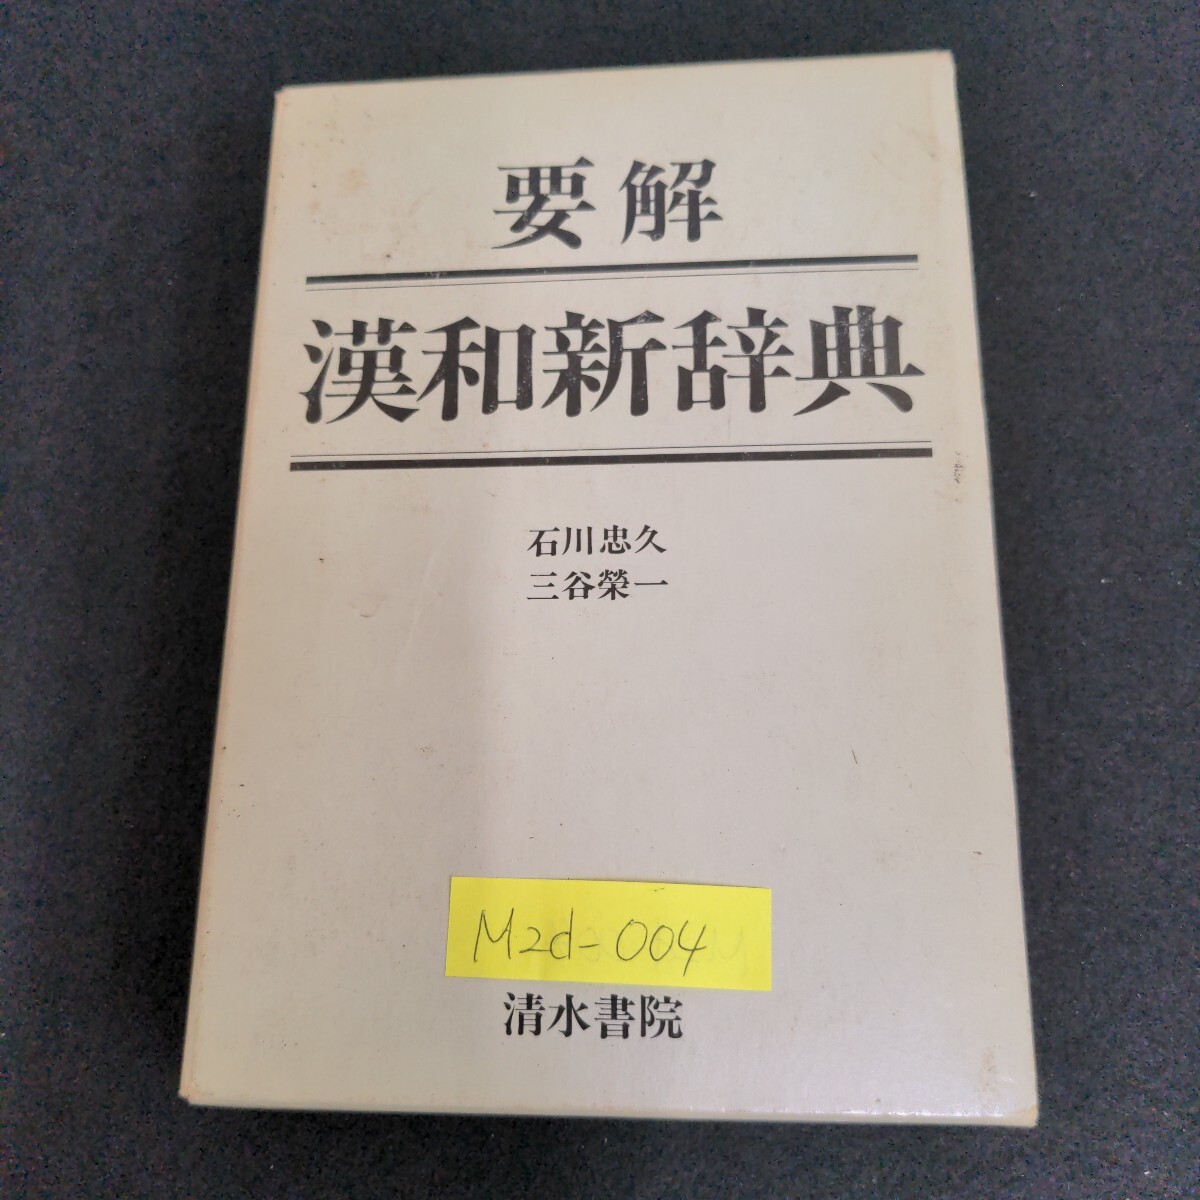 要解
漢和新辞典
石川忠久
三谷榮一
M2d-004
清水書院